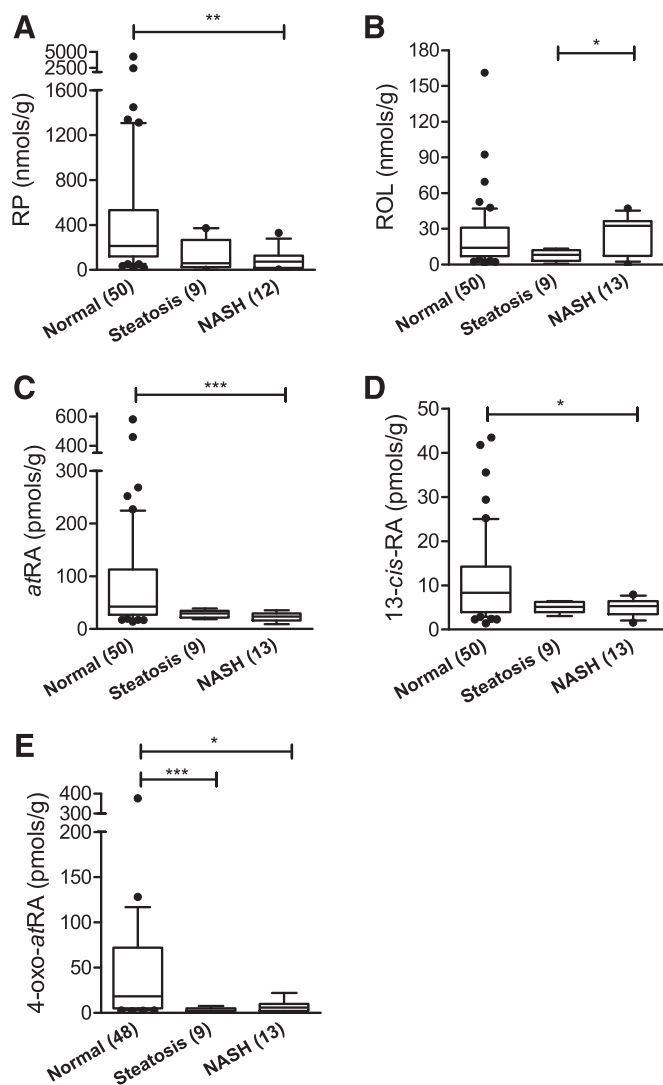 A
**
5000
2500
1600
1200
800
400
0
RP (nmols/g)
Normal (50)
Steatosis (9)
NASH (12)
B
*
180
150
120
90
60
30
0
ROL (nmols/g)
Normal (50)
Steatosis (9)
NASH (13)
C
***
600
400
300
200
100
0
atRA (pmols/g)
Normal (50)
Steatosis (9)
NASH (13)
D
*
50
40
30
20
10
0
13-cis-RA (pmols/g)
Normal (50)
Steatosis (9)
NASH (13)
E
*
***
400
300
200
150
100
50
0
4-oxo-atRA (pmols/g)
Normal (48)
Steatosis (9)
NASH (13)